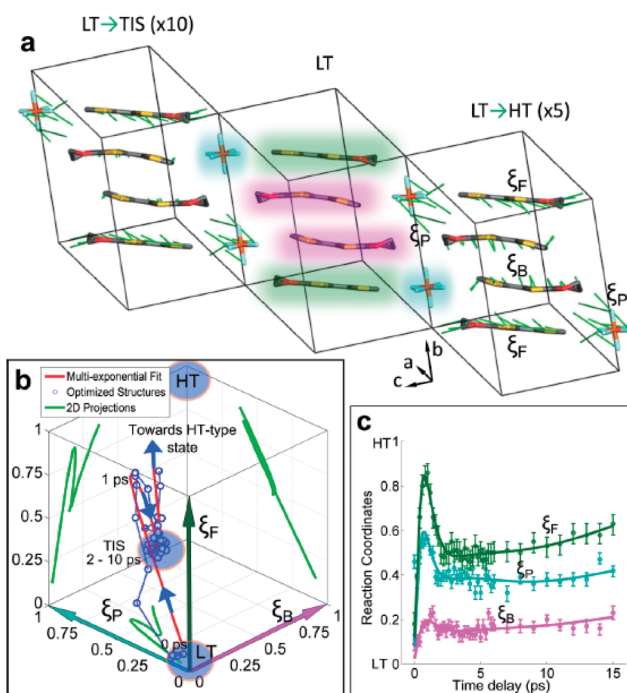 LT→TIS (x10)
a
LT
LT→HT (x5)
ξF
ξP
ξB
ξP
ξF
b
a
c
b
HT
Multi-exponential Fit
Optimized Structures
2D Projections
Towards HT-type
state
1
1 ps
0.75
ξF
0.5
TIS
2 - 10 ps
0.25
0
ξP
ξB
1
0 ps
1
0.75
LT
0.75
0.5
0.5
0.25
0.25
0 0
c
HT1
0.8
ξF
0.6
ξP
0.4
0.2
ξB
LT 0
0 5 10 15
Reaction Coordinates
Time delay (ps)